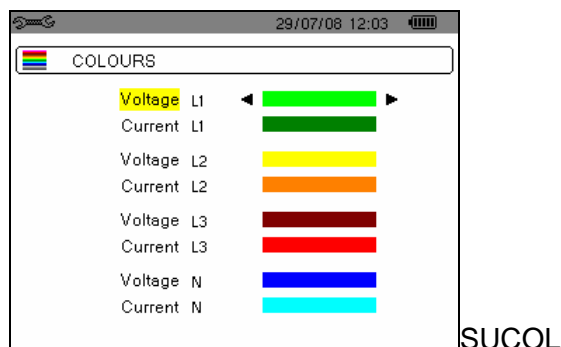 29/07/08 12:03
COLOURS
Voltage L1
Current L1
Voltage L2
Current L2
Voltage L3
Current L3
Voltage N
Current N
SUCOL